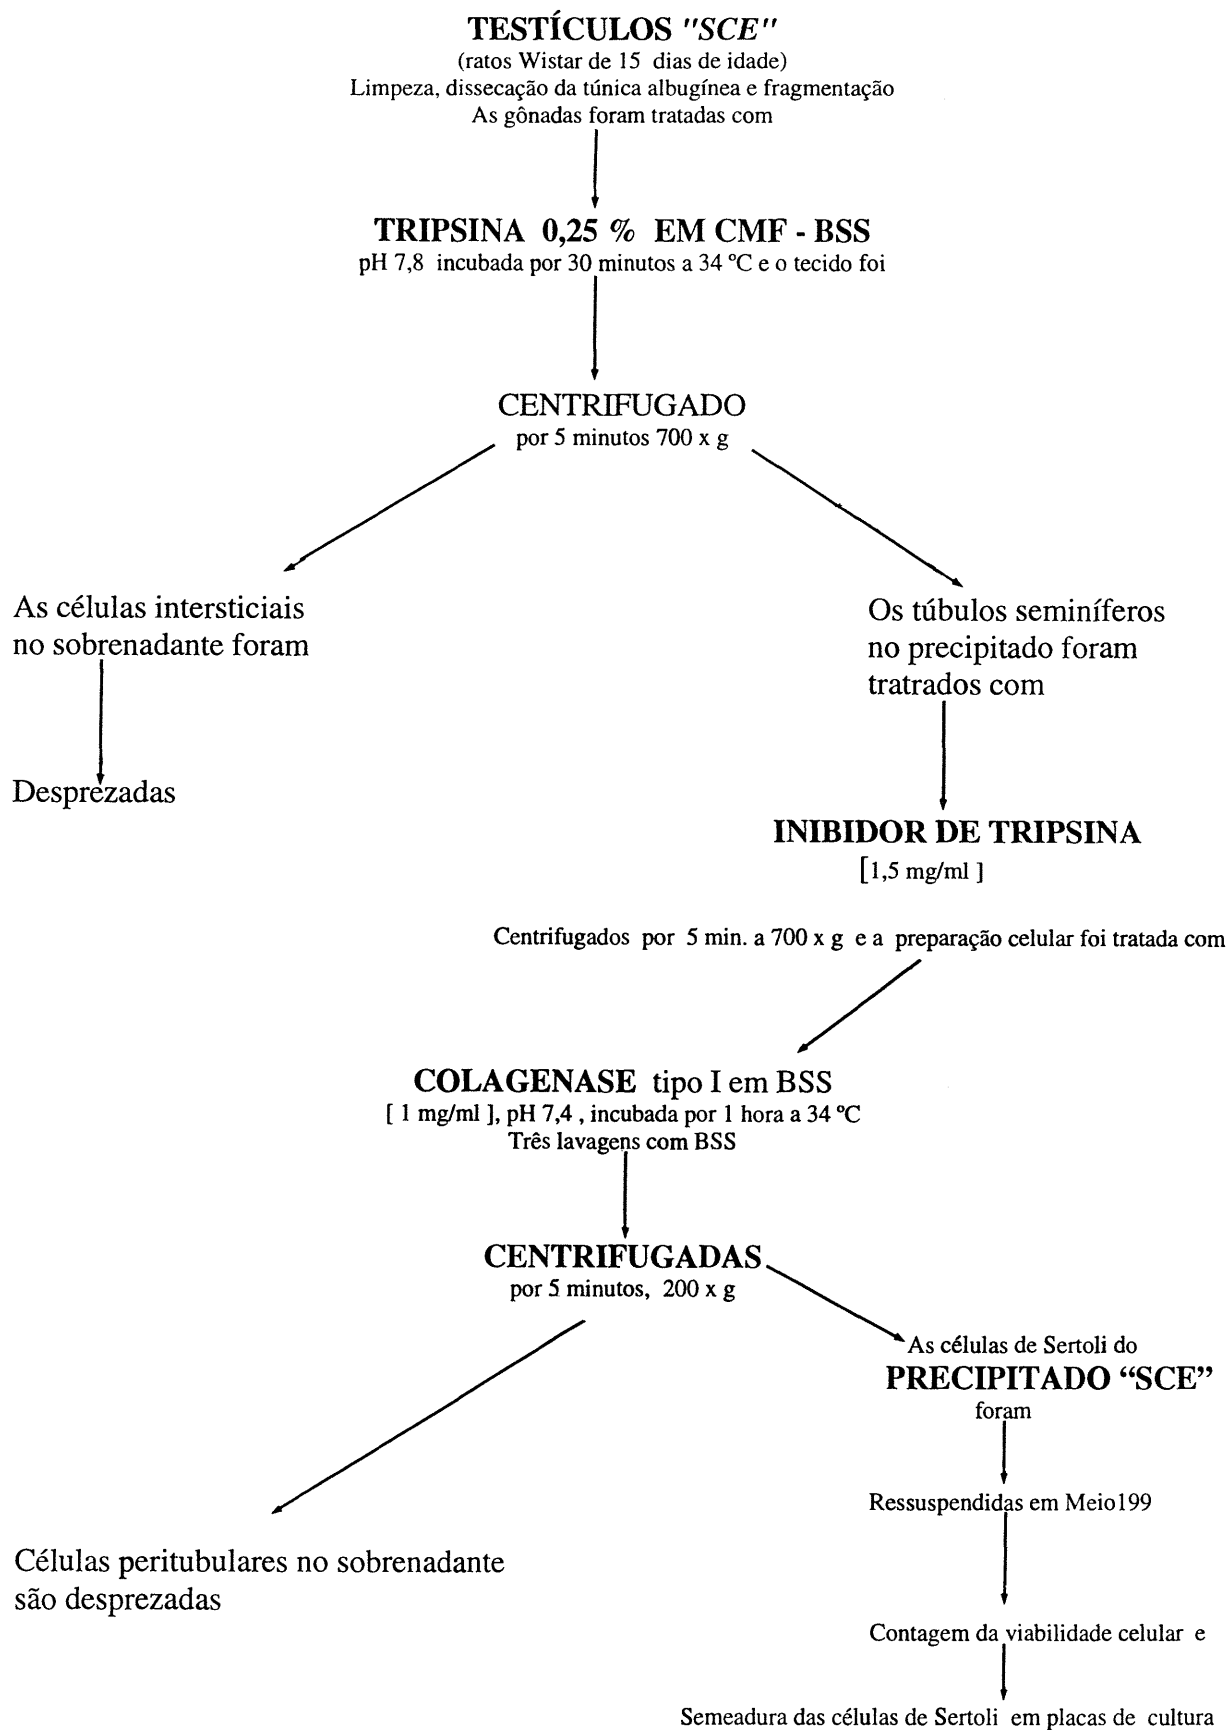 TESTÍCULOS "SCE"
(ratos Wistar de 15 dias de idade)
Limpeza, dissecação da túnica albugínea e fragmentação
As gônadas foram tratadas com
TRIPSINA 0,25 % EM CMF - BSS
pH 7,8 incubada por 30 minutos a 34 ºC e o tecido foi
CENTRIFUGADO
por 5 minutos 700 x g
As células intersticiais
no sobrenadante foram
Desprezadas
Os túbulos seminíferos
no precipitado foram
tratrados com
INIBIDOR DE TRIPSINA
[1,5 mg/ml ]
Centrifugados por 5 min. a 700 x g e a preparação celular foi tratada com
COLAGENASE tipo I em BSS
[ 1 mg/ml ], pH 7,4 , incubada por 1 hora a 34 ºC
Três lavagens com BSS
CENTRIFUGADAS
por 5 minutos, 200 x g
As células de Sertoli do
PRECIPITADO “SCE”
foram
Ressuspendidas em Meio199
Células peritubulares no sobrenadante
são desprezadas
Contagem da viabilidade celular e
Semeadura das células de Sertoli em placas de cultura